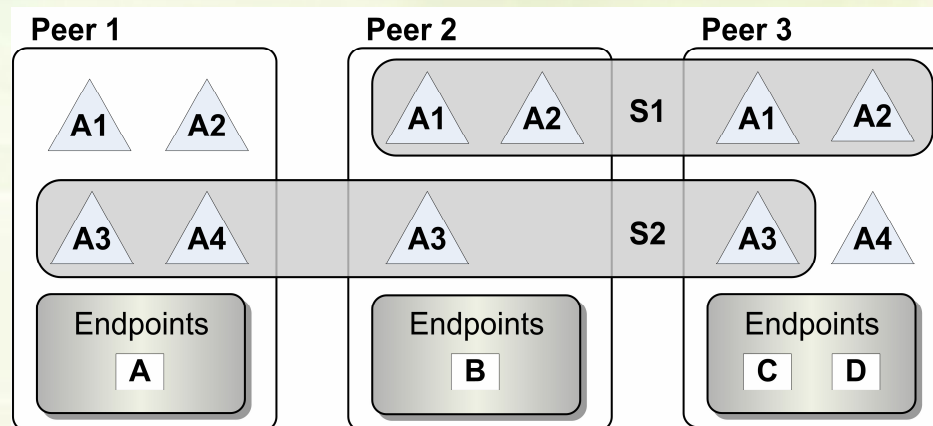 Peer 1 Peer 2 Peer 3
A1 A2 A1 A2 S1 A1 A2
A3 A4 A3 S2 A3 A4
Endpoints Endpoints Endpoints
A B C D